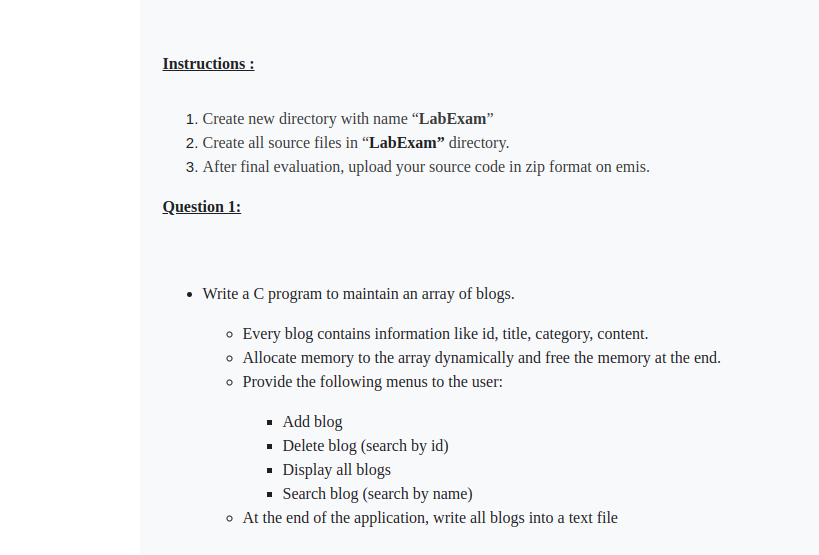 Instructions :
1. Create new directory with name “LabExam”
2. Create all source files in “LabExam” directory.
3. After final evaluation, upload your source code in zip format on emis.
Question 1:
• Write a C program to maintain an array of blogs.
◦ Every blog contains information like id, title, category, content.
◦ Allocate memory to the array dynamically and free the memory at the end.
◦ Provide the following menus to the user:
▪ Add blog
▪ Delete blog (search by id)
▪ Display all blogs
▪ Search blog (search by name)
◦ At the end of the application, write all blogs into a text file